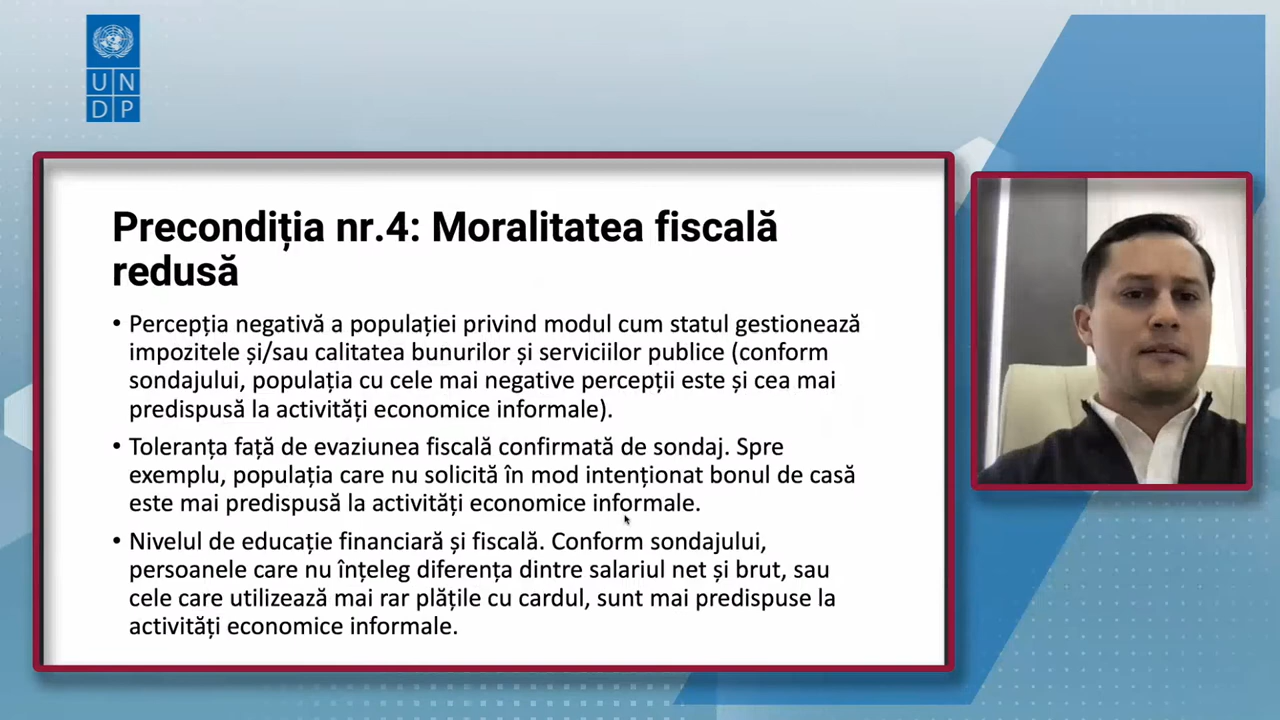 UN
DP
Precondiția nr.4: Moralitatea fiscală
redusă
• Percepția negativă a populației privind modul cum statul gestionează
impozitele și/sau calitatea bunurilor și serviciilor publice (conform
sondajului, populația cu cele mai negative percepții este și cea mai
predispusă la activități economice informale).
• Toleranța față de evaziunea fiscală confirmată de sondaj. Spre
exemplu, populația care nu solicită în mod intenționat bonul de casă
este mai predispusă la activități economice informale.
• Nivelul de educație financiară și fiscală. Conform sondajului,
persoanele care nu înțeleg diferența dintre salariul net și brut, sau
cele care utilizează mai rar plățile cu cardul, sunt mai predispuse la
activități economice informale.